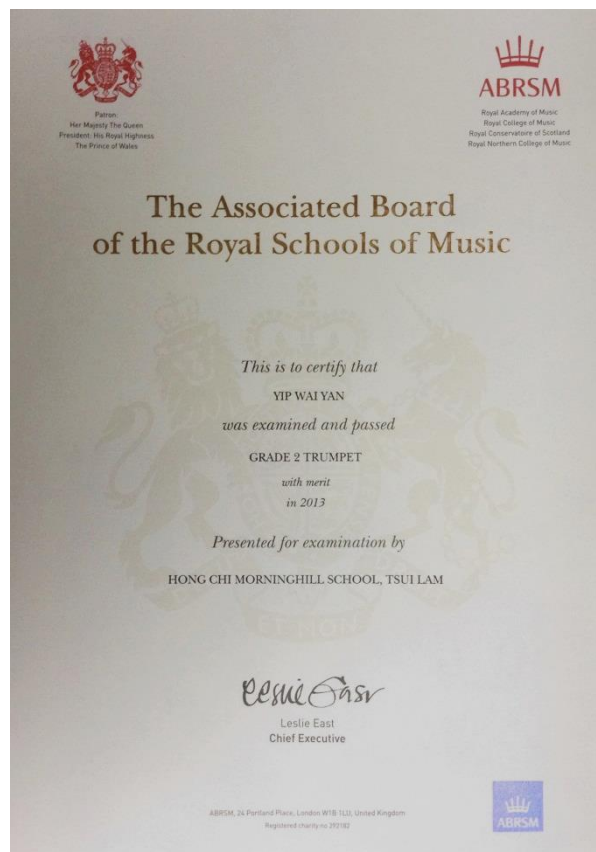 Patron:
Her Majesty The Queen
President: His Royal Highness
The Prince of Wales
ABRSM
Royal Academy of Music
Royal College of Music
Royal Conservatoire of Scotland
Royal Northern College of Music
The Associated Board
of the Royal Schools of Music
This is to certify that
YIP WAI YAN
was examined and passed
GRADE 2 TRUMPET
with merit
in 2013
Presented for examination by
HONG CHI MORNINGHILL SCHOOL, TSUI LAM
ET MON
Leslie East
Leslie East
Chief Executive
ABRSM, 24 Portland Place, London W1B 1LU, United Kingdom
Registered charity no 292182
ABRSM